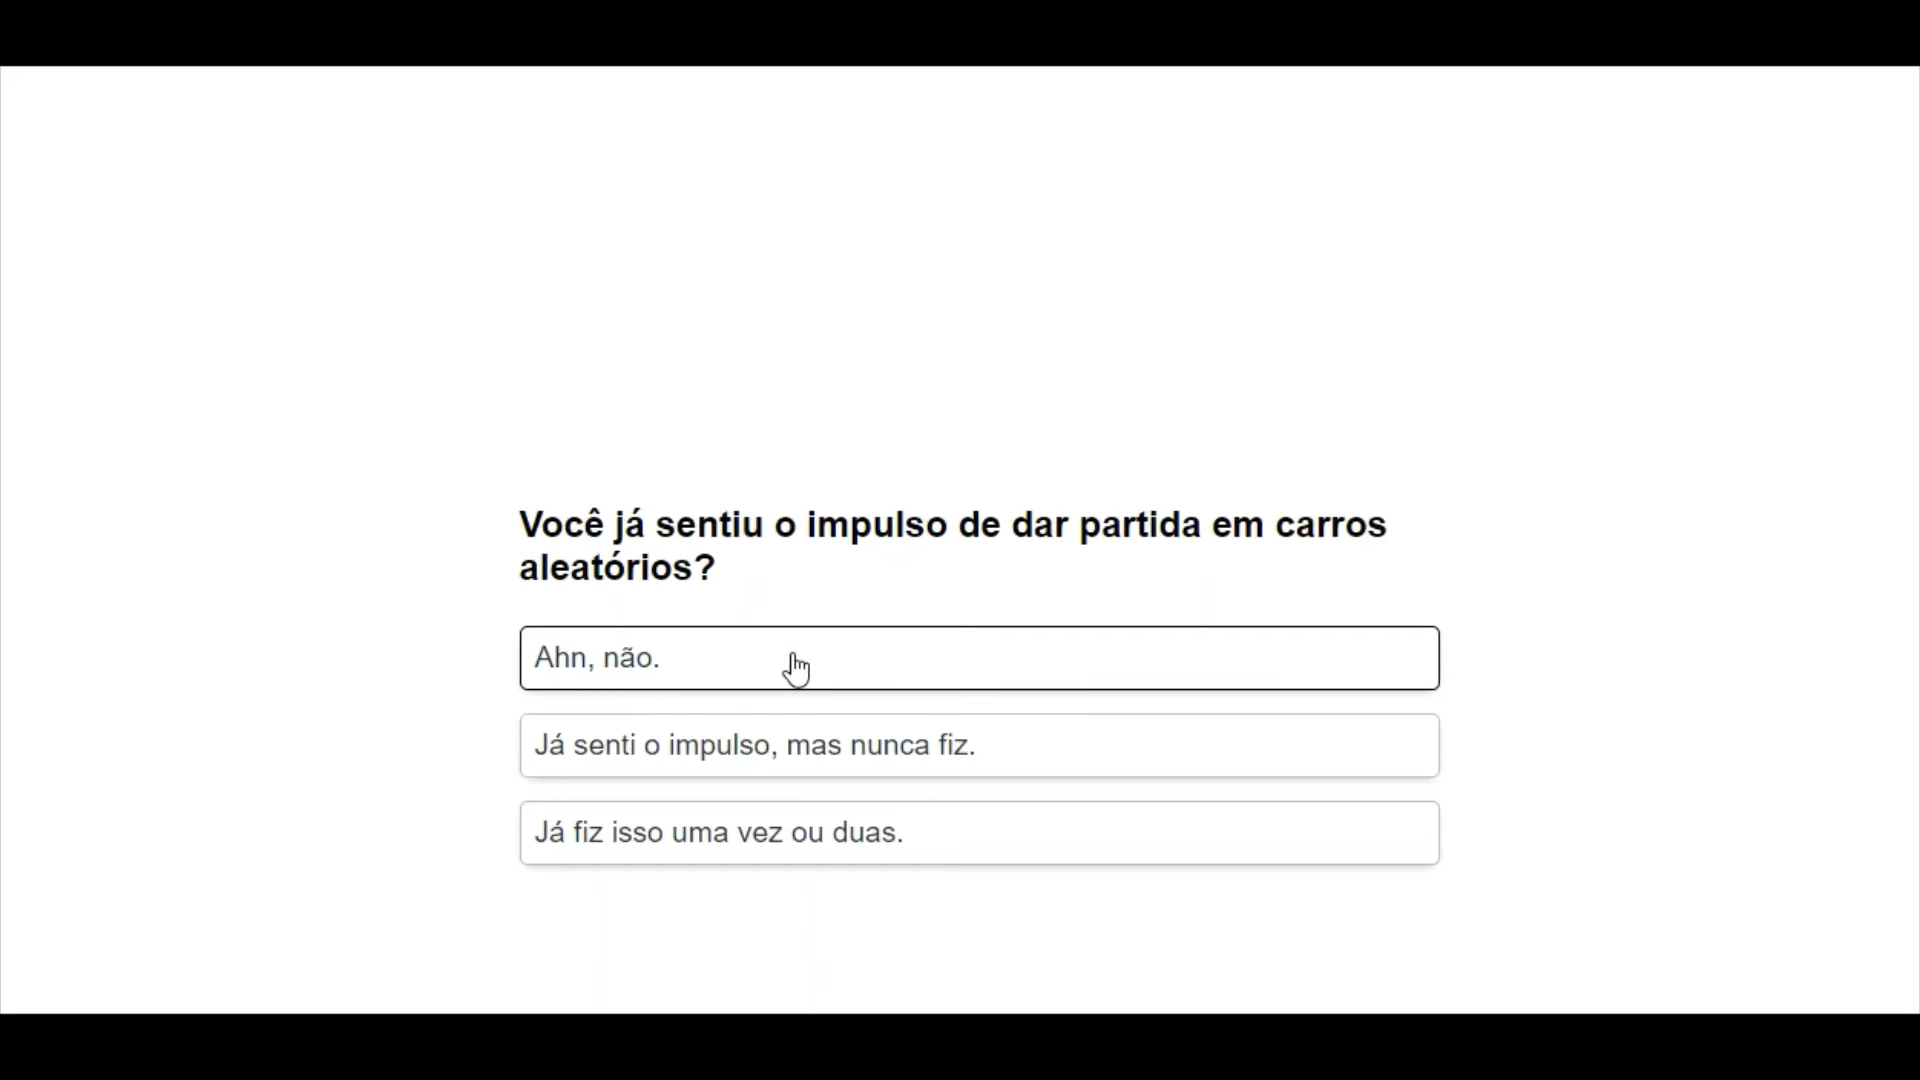 Você já sentiu o impulso de dar partida em carros
aleatórios?
Ahn, não.
Já senti o impulso, mas nunca fiz.
Já fiz isso uma vez ou duas.